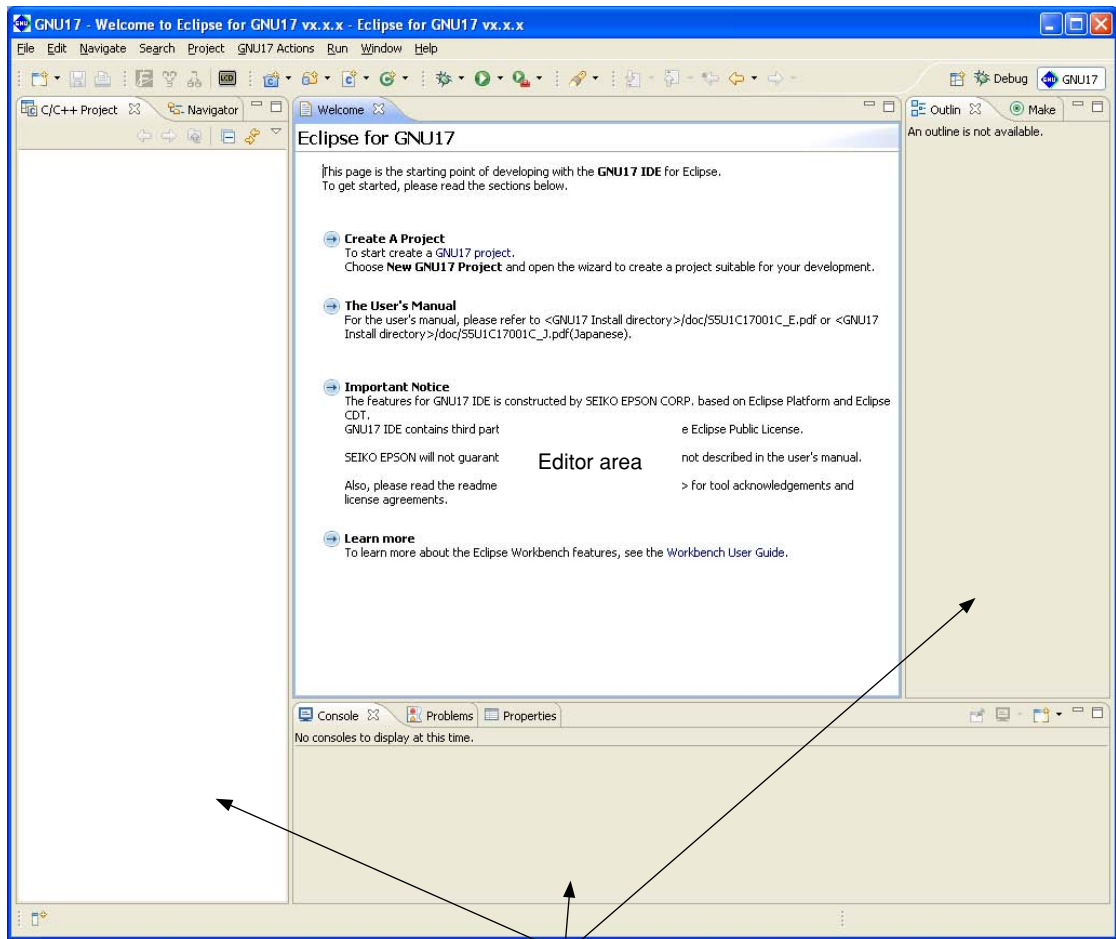 GNU17 - Welcome to Eclipse for GNU17 vx.x.x - Eclipse for GNU17 vx.x.x
File Edit Navigate Search Project GNU17 Actions Run Window Help
LCD
Debug GNU17
C/C++ Project Navigator
Welcome
Outlin Make
Eclipse for GNU17
An outline is not available.
This page is the starting point of developing with the GNU17 IDE for Eclipse.
To get started, please read the sections below.
Create A Project
To start create a GNU17 project.
Choose New GNU17 Project and open the wizard to create a project suitable for your development.
The User's Manual
For the user's manual, please refer to <GNU17 Install directory>/doc/S5U1C17001C_E.pdf or <GNU17
Install directory>/doc/S5U1C17001C_J.pdf(Japanese).
Important Notice
The features for GNU17 IDE is constructed by SEIKO EPSON CORP. based on Eclipse Platform and Eclipse
CDT.
GNU17 IDE contains third part e Eclipse Public License.
SEIKO EPSON will not guarant not described in the user's manual.
Editor area
Also, please read the readme > for tool acknowledgements and
license agreements.
Learn more
To learn more about the Eclipse Workbench features, see the Workbench User Guide.
Console Problems Properties
No consoles to display at this time.